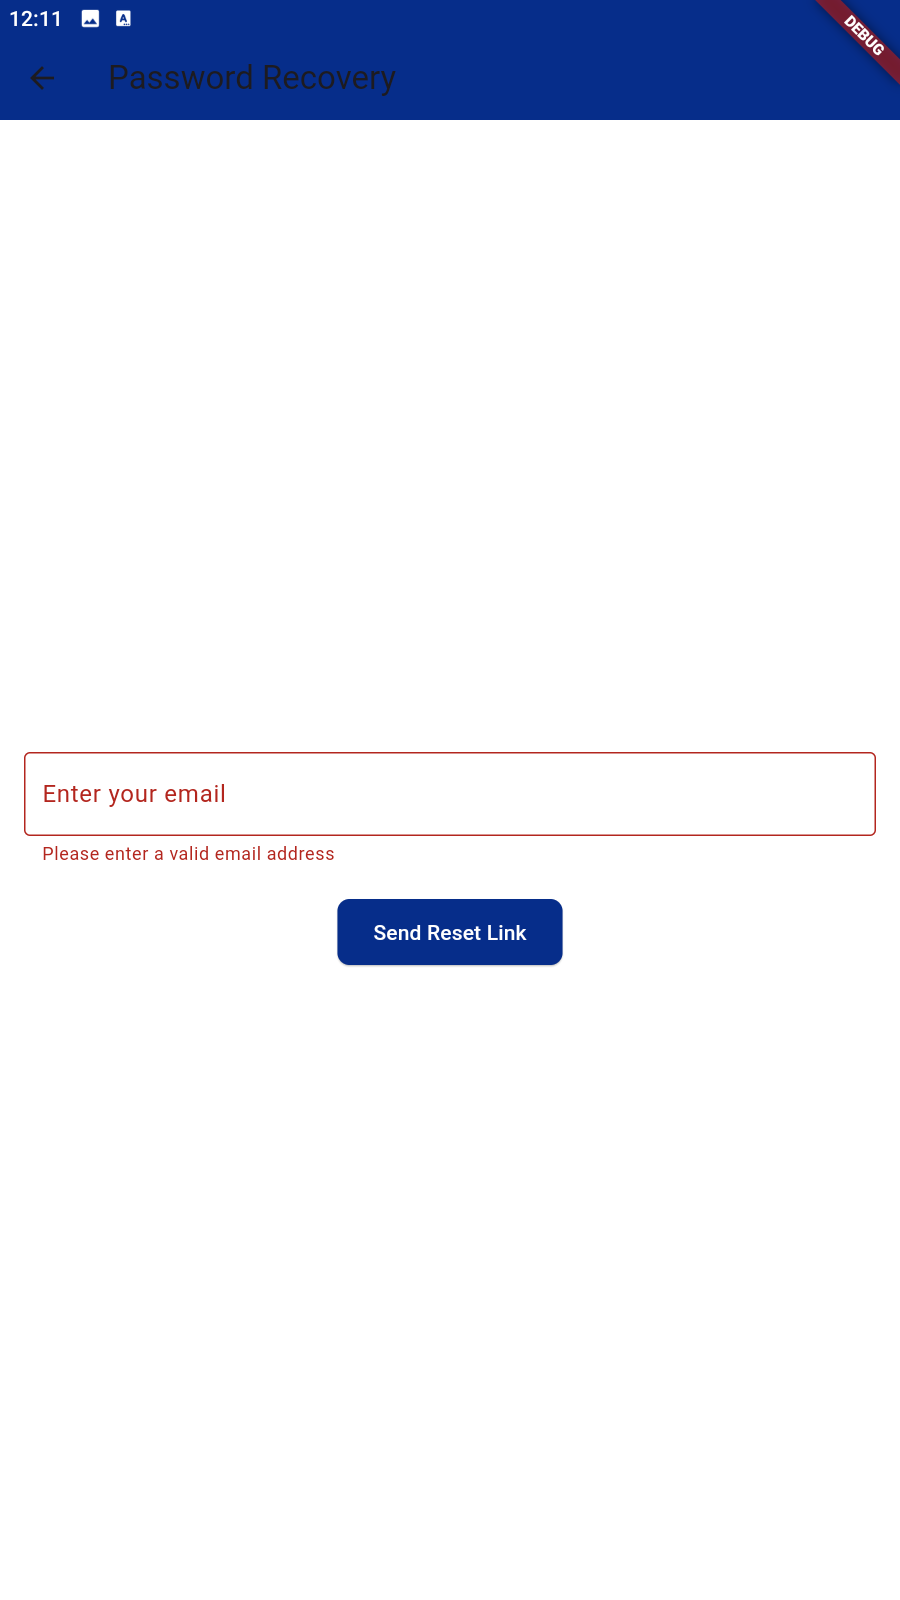 12:11
DEBUG
Password Recovery
Enter your email
Please enter a valid email address
Send Reset Link